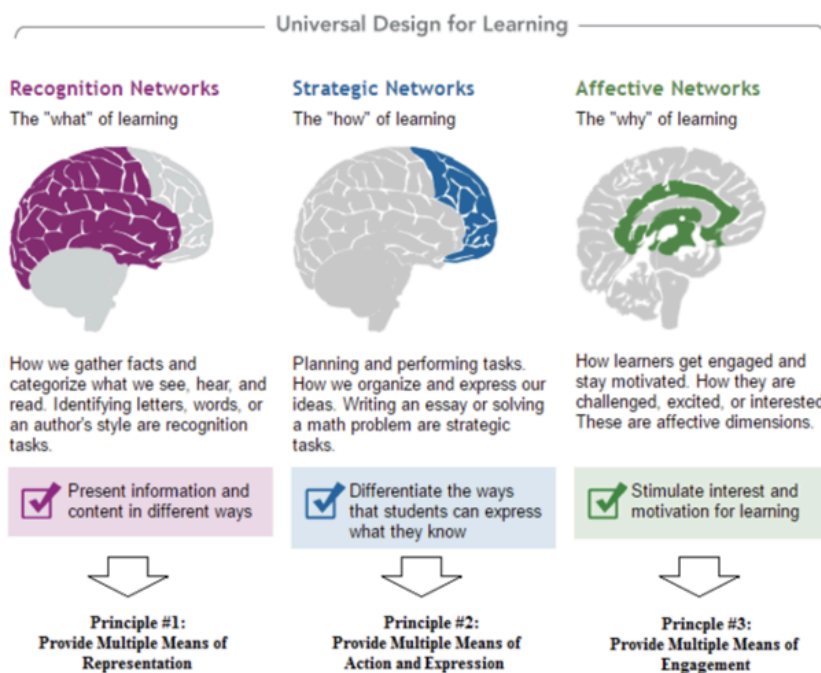 Universal Design for Learning
Recognition Networks
The "what" of learning
How we gather facts and
categorize what we see, hear, and
read. Identifying letters, words, or
an author's style are recognition
tasks.
Present information and
content in different ways
Principle #1:
Provide Multiple Means of
Representation
Strategic Networks
The "how" of learning
Planning and performing tasks.
How we organize and express our
ideas. Writing an essay or solving
a math problem are strategic
tasks.
Differentiate the ways
that students can express
what they know
Principle #2:
Provide Multiple Means of
Action and Expression
Affective Networks
The "why" of learning
How learners get engaged and
stay motivated. How they are
challenged, excited, or interested
These are affective dimensions.
Stimulate interest and
motivation for learning
Princple #3:
Provide Multiple Means of
Engagement